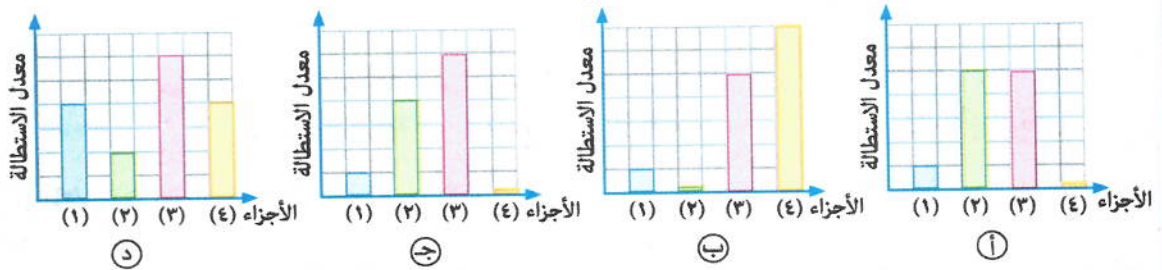 معدل الاستطالة
(١) (٢) (٣) (٤) الأجزاء
أ
معدل الاستطالة
(١) (٢) (٣) (٤) الأجزاء
ب
معدل الاستطالة
(١) (٢) (٣) (٤) الأجزاء
جـ
معدل الاستطالة
(١) (٢) (٣) (٤) الأجزاء
د